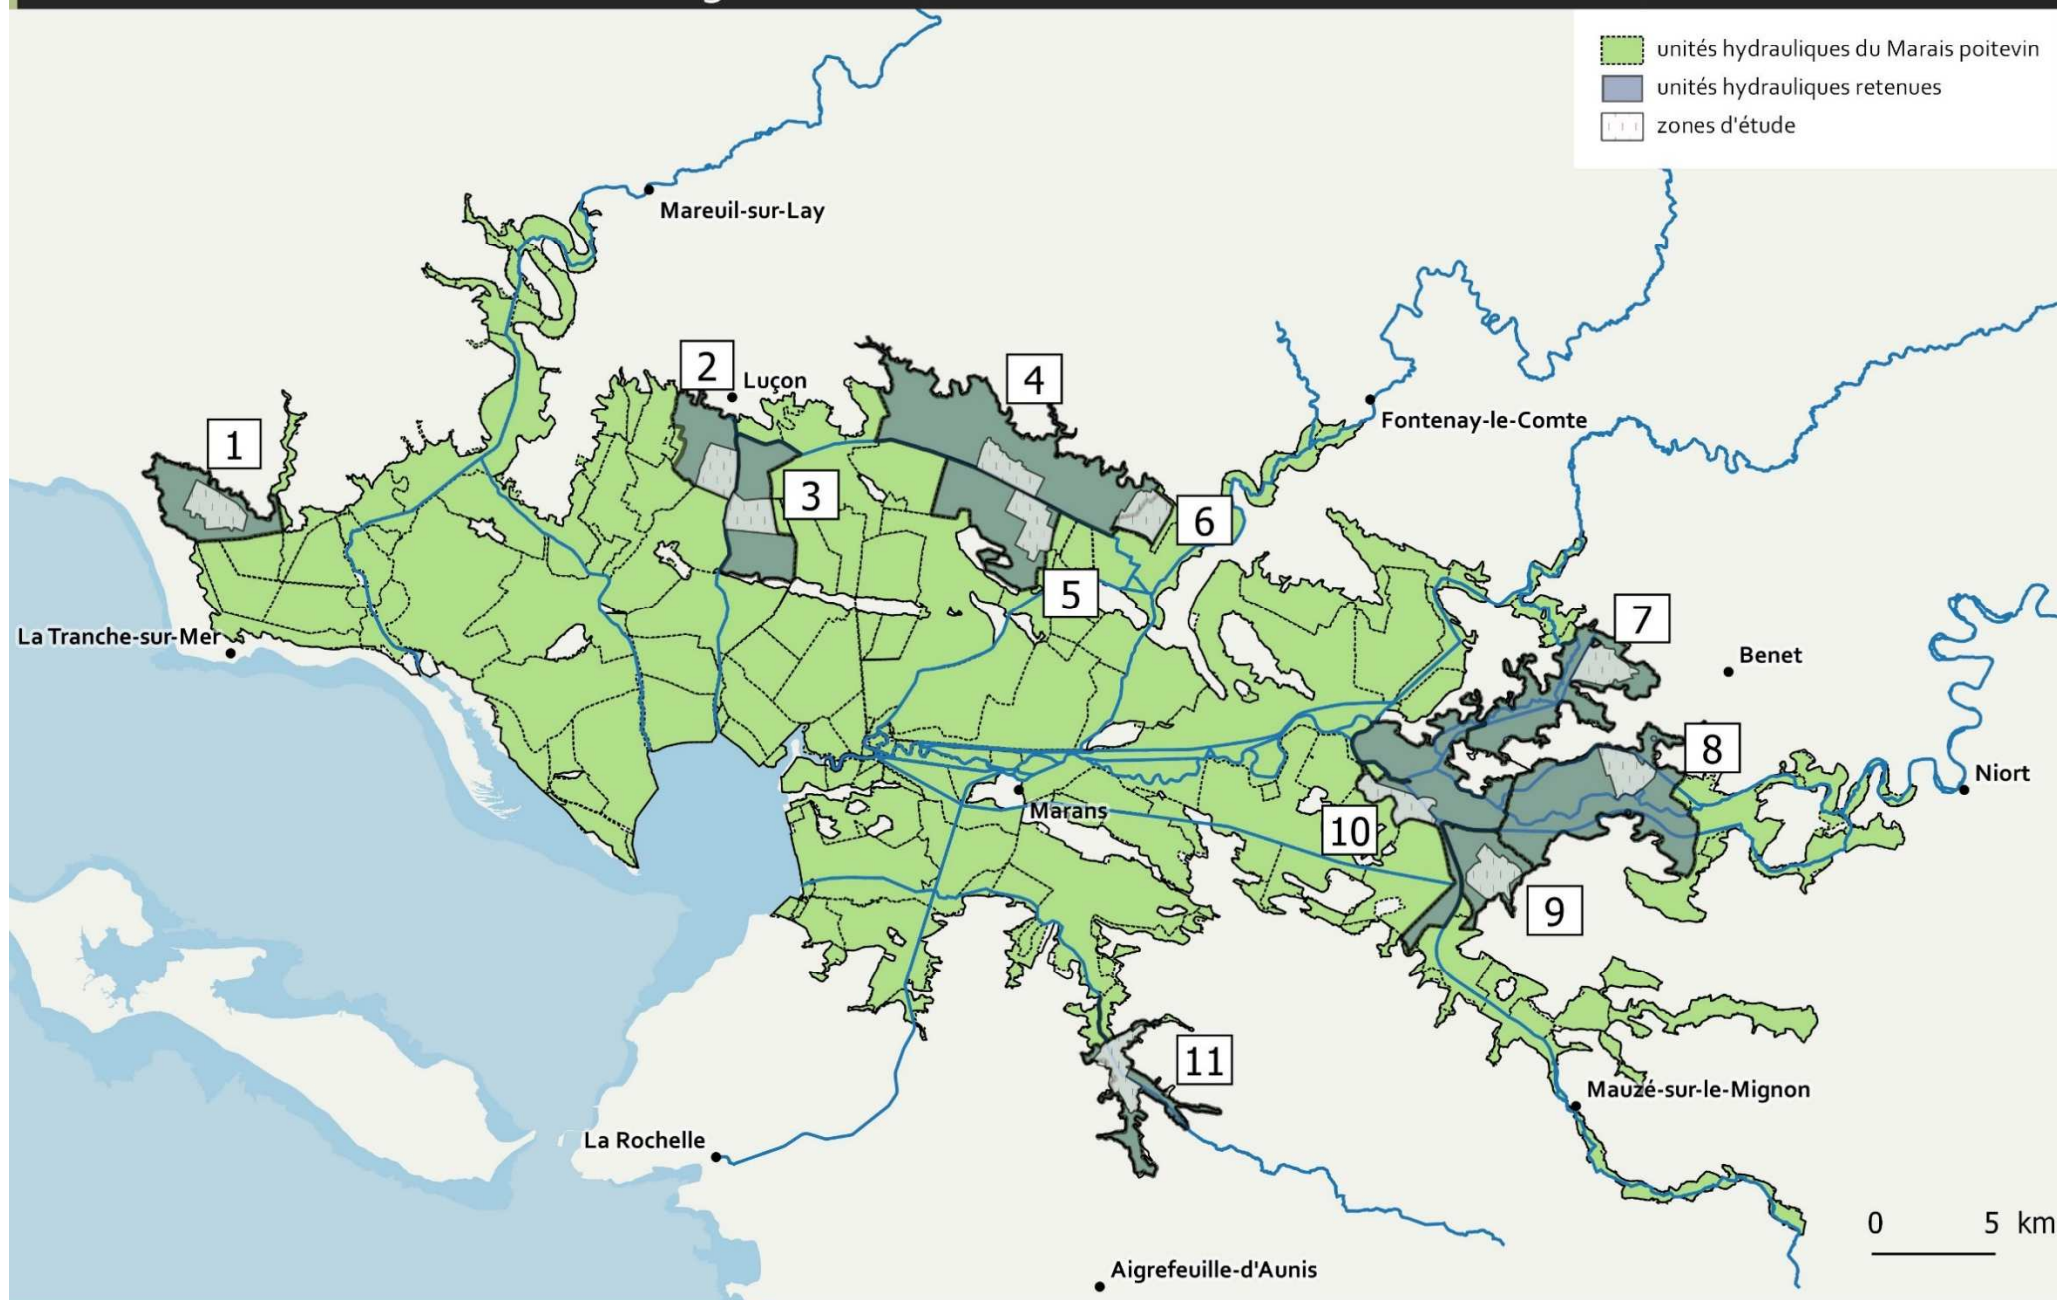 unités hydrauliques du Marais poitevin
unités hydrauliques retenues
zones d'étude
Mareuil-sur-Lay
2
Luçon
4
Fontenay-le-Comte
1
3
6
5
La Tranche-sur-Mer
7
Benet
8
Niort
Marans
10
9
11
Mauzé-sur-le-Mignon
La Rochelle
0 5 km
Aigrefeuille-d'Aunis